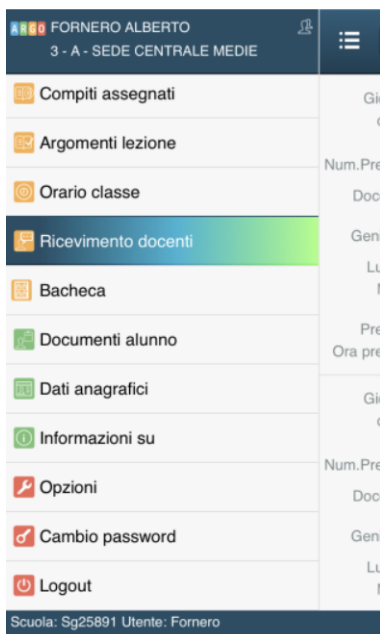 ARGO FORNERO ALBERTO
3 - A - SEDE CENTRALE MEDIE
Compiti assegnati
Argomenti lezione
Orario classe
Ricevimento docenti
Bacheca
Documenti alunno
Dati anagrafici
Informazioni su
Opzioni
Cambio password
Logout
Scuola: Sg25891 Utente: Fornero
Num.Pre
Doc
Gen
Pre
Ora pre
Num.Pre
Doc
Gen